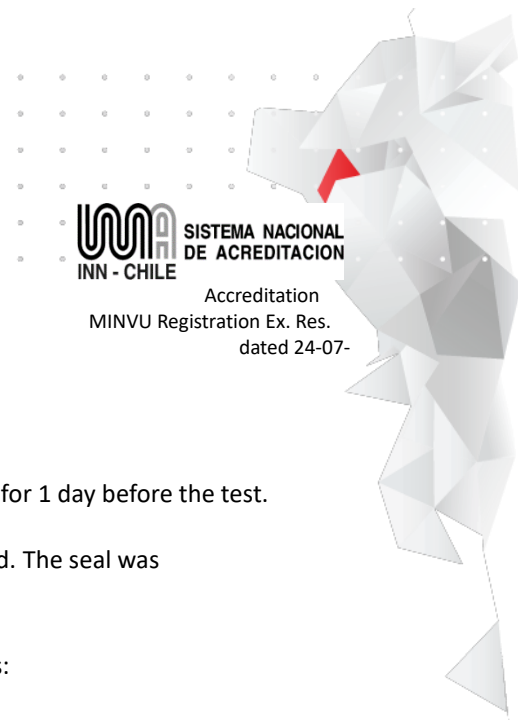 SISTEMA NACIONAL
DE ACREDITACION
INN - CHILE
Accreditation
MINVU Registration Ex. Res.
dated 24-07-
for 1 day before the test.
d. The seal was
s: